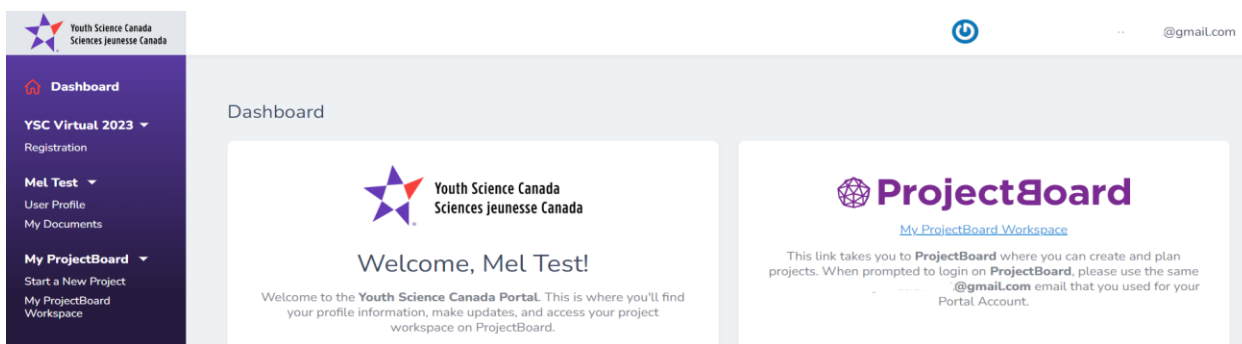 Youth Science Canada
Sciences jeunesse Canada
@gmail.com
Dashboard
YSC Virtual 2023
Registration
Mel Test
User Profile
My Documents
My ProjectBoard
Start a New Project
My ProjectBoard
Workspace
Dashboard
Youth Science Canada
Sciences jeunesse Canada
Welcome, Mel Test!
Welcome to the Youth Science Canada Portal. This is where you'll find
your profile information, make updates, and access your project
workspace on ProjectBoard.
ProjectBoard
My ProjectBoard Workspace
This link takes you to ProjectBoard where you can create and plan
projects. When prompted to login on ProjectBoard, please use the same
@gmail.com email that you used for your
Portal Account.